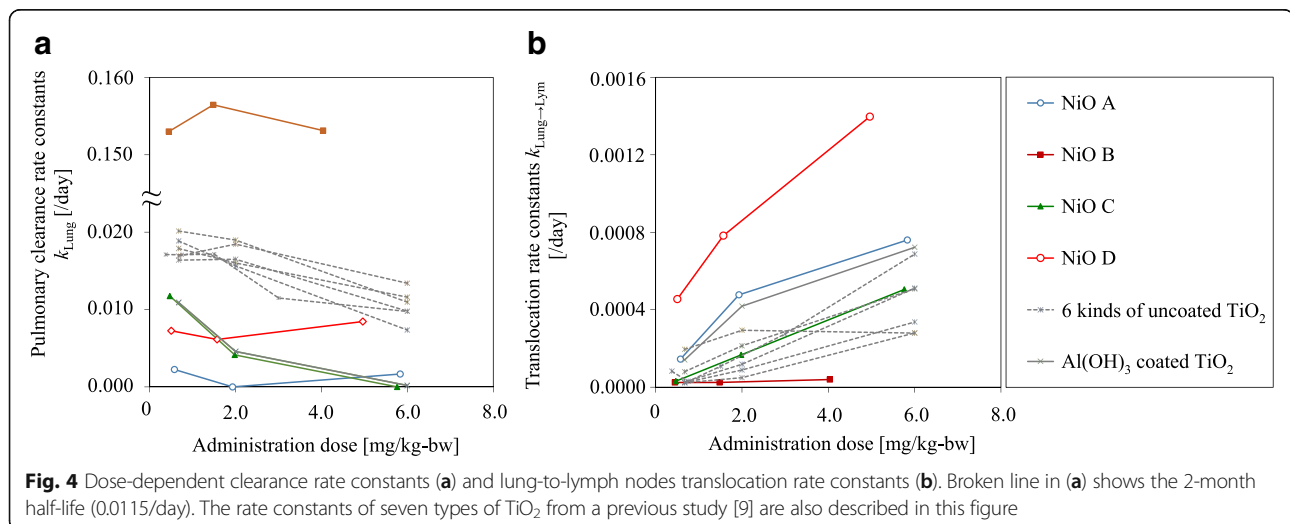 a
0.160
0.150
0.020
0.010
0.000
0
2.0
4.0
6.0
8.0
Pulmonary clearance rate constants
k_Lung [/day]
Administration dose [mg/kg-bw]
b
0.0016
0.0012
0.0008
0.0004
0.0000
0
2.0
4.0
6.0
8.0
Translocation rate constants k_Lung→Lym
[/day]
Administration dose [mg/kg-bw]
NiO A
NiO B
NiO C
NiO D
6 kinds of uncoated TiO₂
Al(OH)₃ coated TiO₂
Fig. 4 Dose-dependent clearance rate constants (a) and lung-to-lymph nodes translocation rate constants (b). Broken line in (a) shows the 2-month
half-life (0.0115/day). The rate constants of seven types of TiO₂ from a previous study [9] are also described in this figure